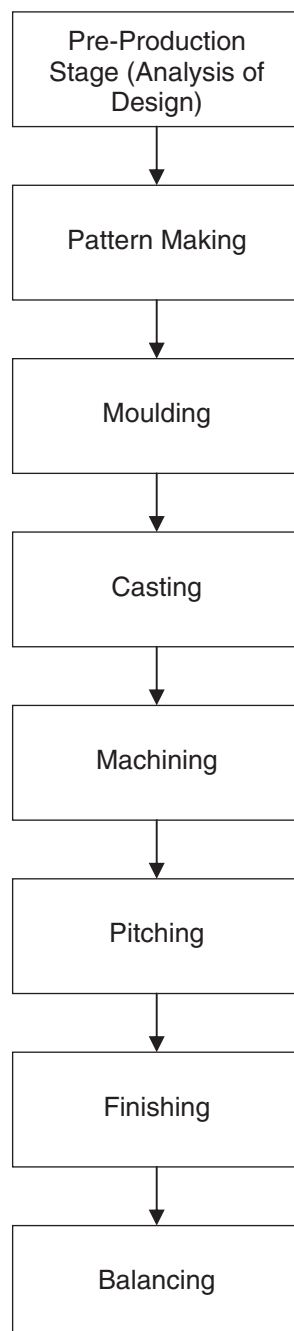 Pre-Production
Stage (Analysis of
Design)
Pattern Making
Moulding
Casting
Machining
Pitching
Finishing
Balancing